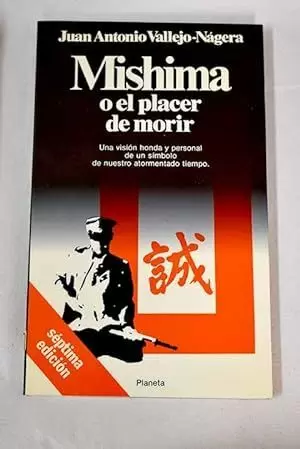 Juan Antonio Vallejo-Nágera
Mishima
o el placer
de morir
Una visión honda y personal
de un símbolo
de nuestro atormentado tiempo.
誠
séptima
edición
Planeta